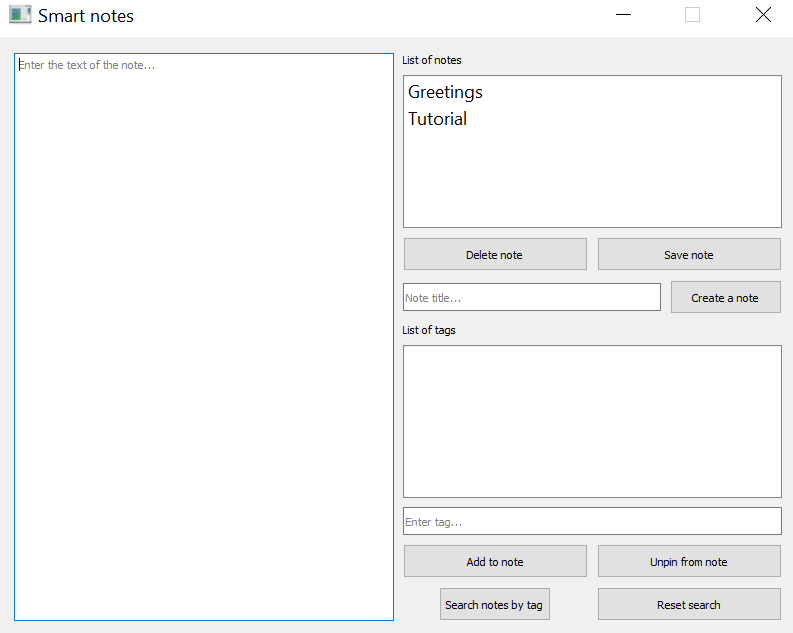 Smart notes
Enter the text of the note...
List of notes
Greetings
Tutorial
Delete note
Save note
Note title...
Create a note
List of tags
Enter tag...
Add to note
Unpin from note
Search notes by tag
Reset search